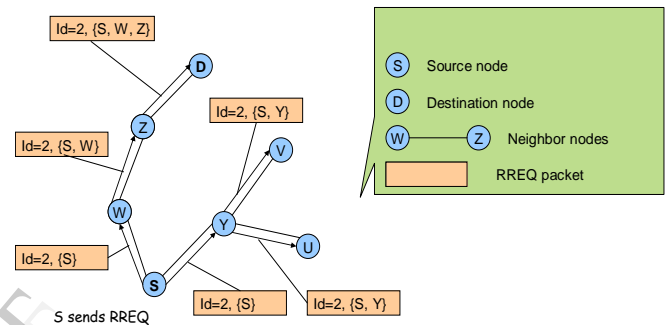 Id=2, {S, W, Z}
D
S Source node
D Destination node
W Z Neighbor nodes
RREQ packet
Id=2, {S, Y}
Z
Id=2, {S, W}
V
W
Y
U
Id=2, {S}
S
Id=2, {S}
Id=2, {S, Y}
S sends RREQ